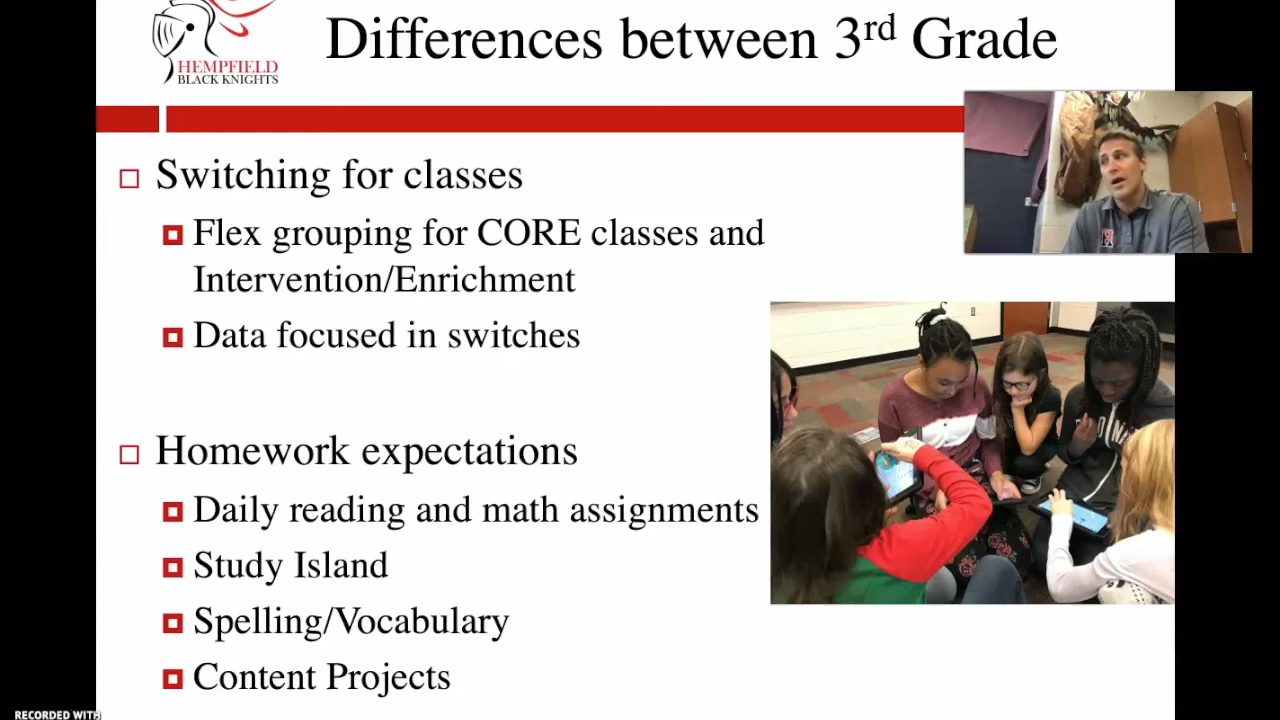 Differences between 3rd Grade
HEMPFIELD
BLACK KNIGHTS
Switching for classes
Flex grouping for CORE classes and
Intervention/Enrichment
Data focused in switches
Homework expectations
Daily reading and math assignments
Study Island
Spelling/Vocabulary
Content Projects
RECORDED WITH